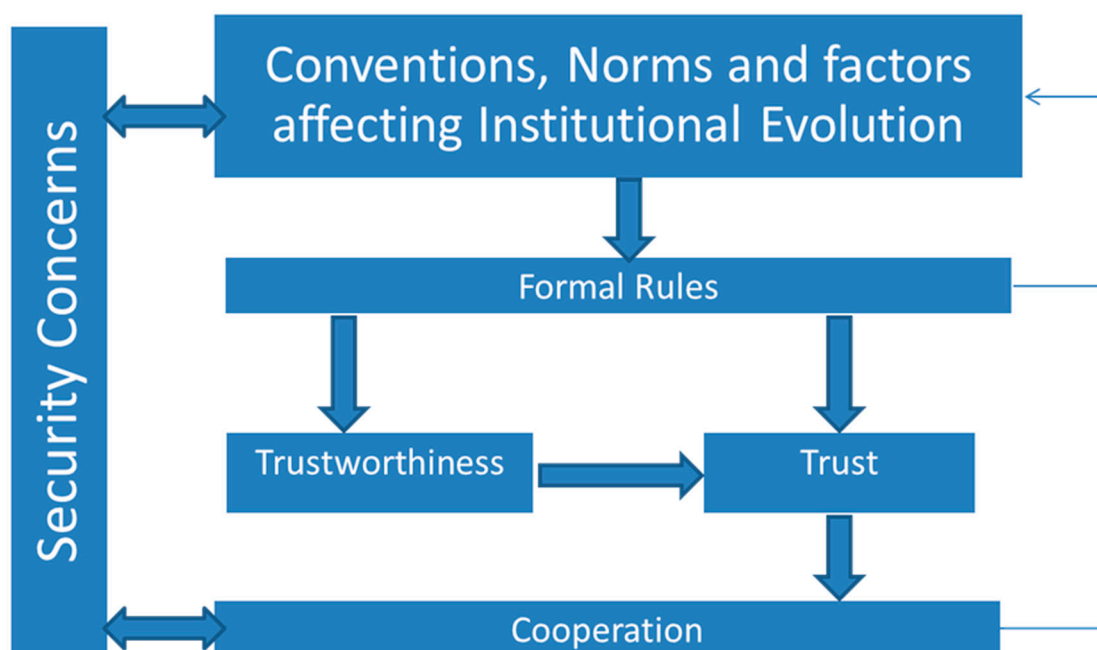 Security Concerns
Conventions, Norms and factors
affecting Institutional Evolution
Formal Rules
Trustworthiness
Trust
Cooperation